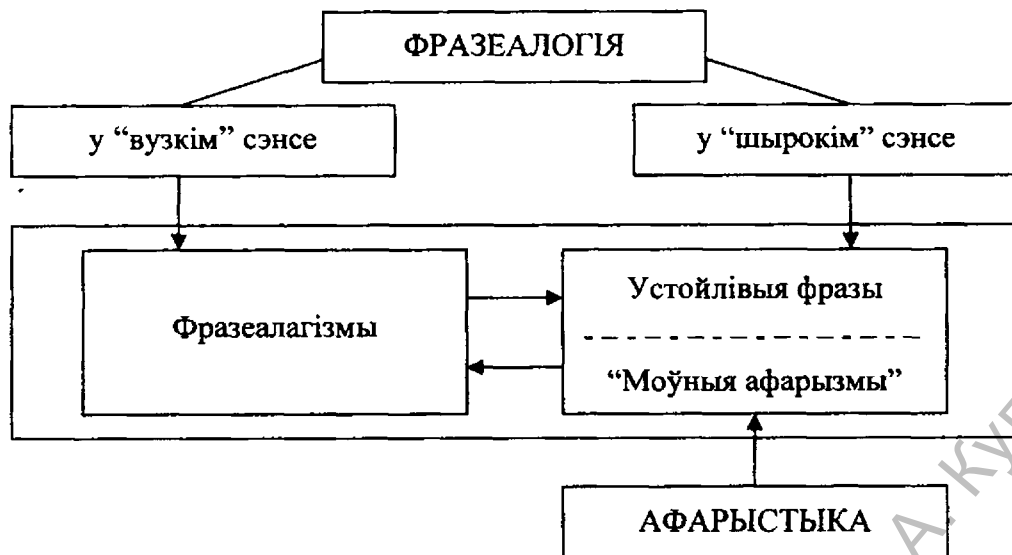 ФРАЗЕАЛОГІЯ
у “вузкім” сэнсе
у “шырокім” сэнсе
Фразеалагізмы
Устойлівыя фразы
“Моўныя афарызмы”
АФАРЫСТЫКА